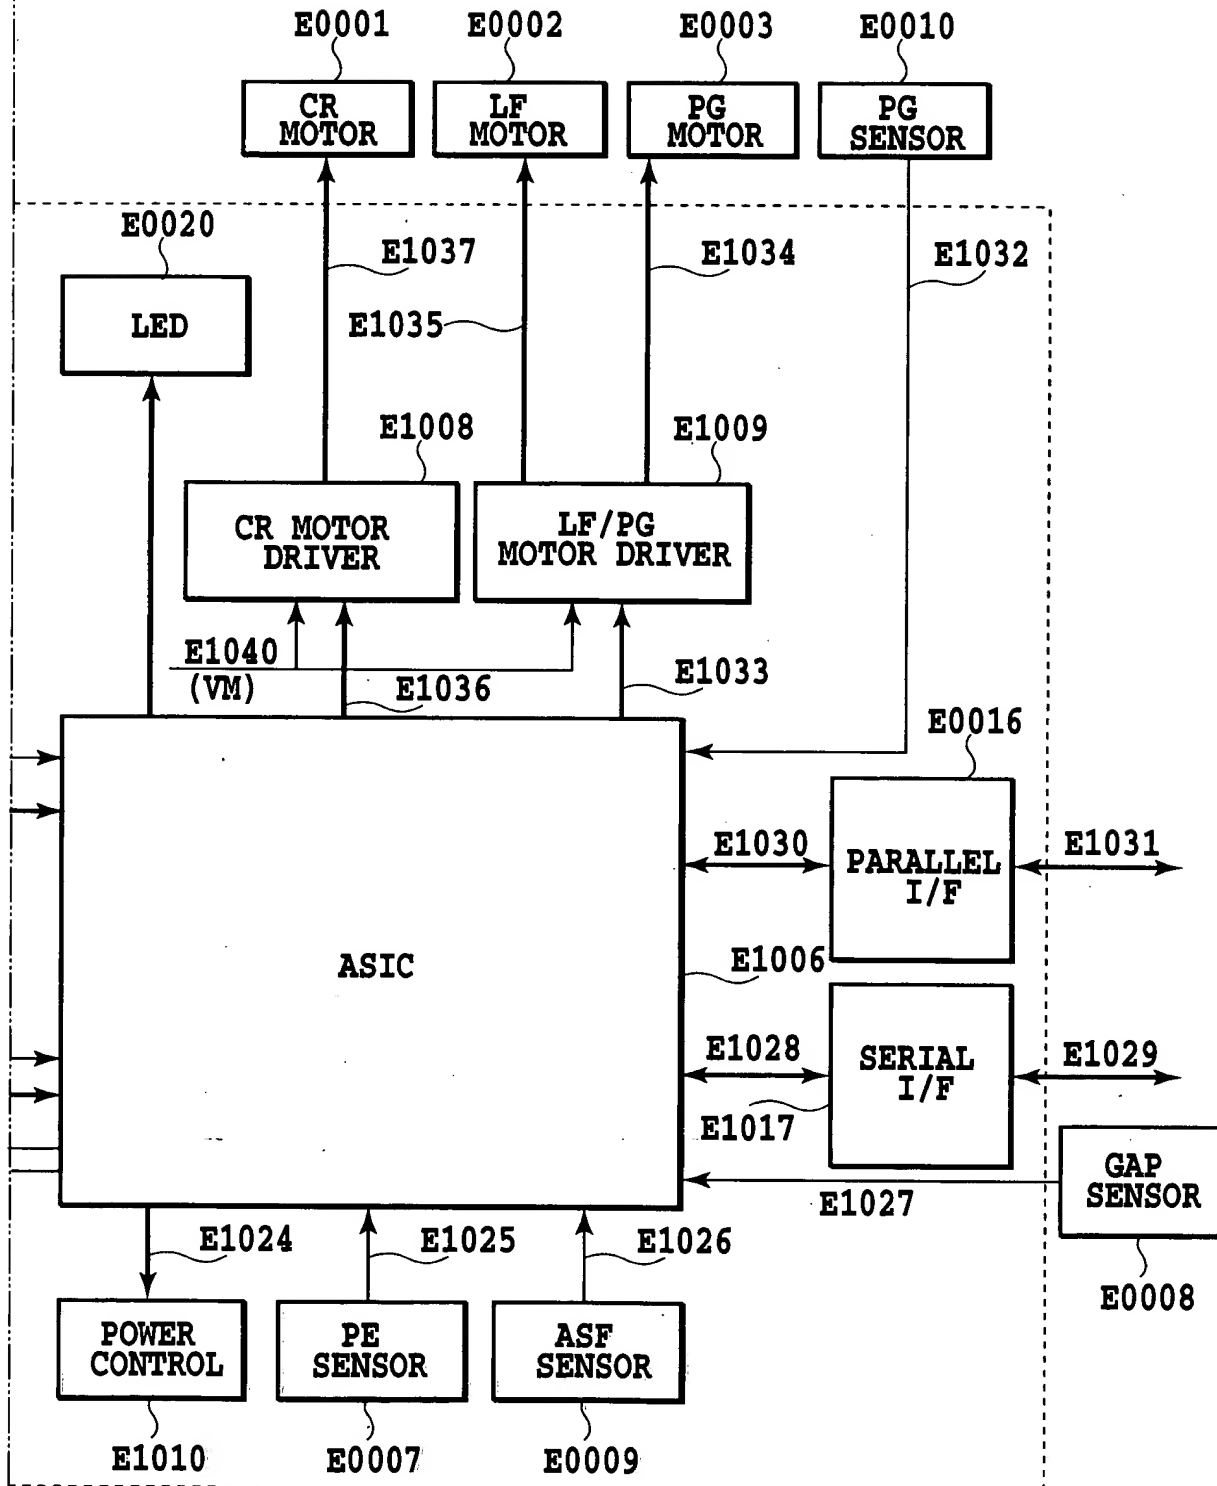 E0001
E0002
E0003
E0010
CR
MOTOR
LF
MOTOR
PG
MOTOR
PG
SENSOR
E0020
E1037
E1034
E1032
LED
E1035
E1008
E1009
CR MOTOR
DRIVER
LF/PG
MOTOR DRIVER
E1040
(VM)
E1036
E1033
E0016
E1030
PARALLEL
I/F
E1031
ASIC
E1006
E1028
SERIAL
I/F
E1029
E1017
GAP
SENSOR
E1027
E1024
E1025
E1026
E0008
POWER
CONTROL
PE
SENSOR
ASF
SENSOR
E1010
E0007
E0009